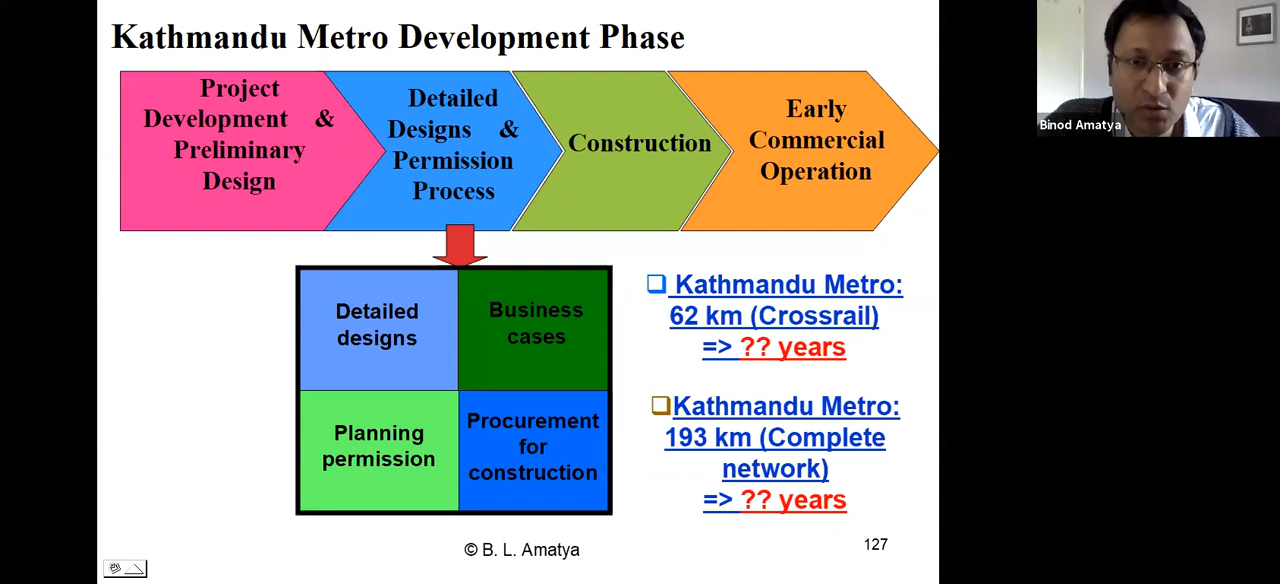 Kathmandu Metro Development Phase
Project
Development &
Preliminary
Design
Detailed
Designs &
Permission
Process
Construction
Early
Commercial
Operation
Detailed
designs
Business
cases
Planning
permission
Procurement
for
construction
Kathmandu Metro:
62 km (Crossrail)
=> ?? years
Kathmandu Metro:
193 km (Complete
network)
=> ?? years
© B. L. Amatya
127
Binod Amatya